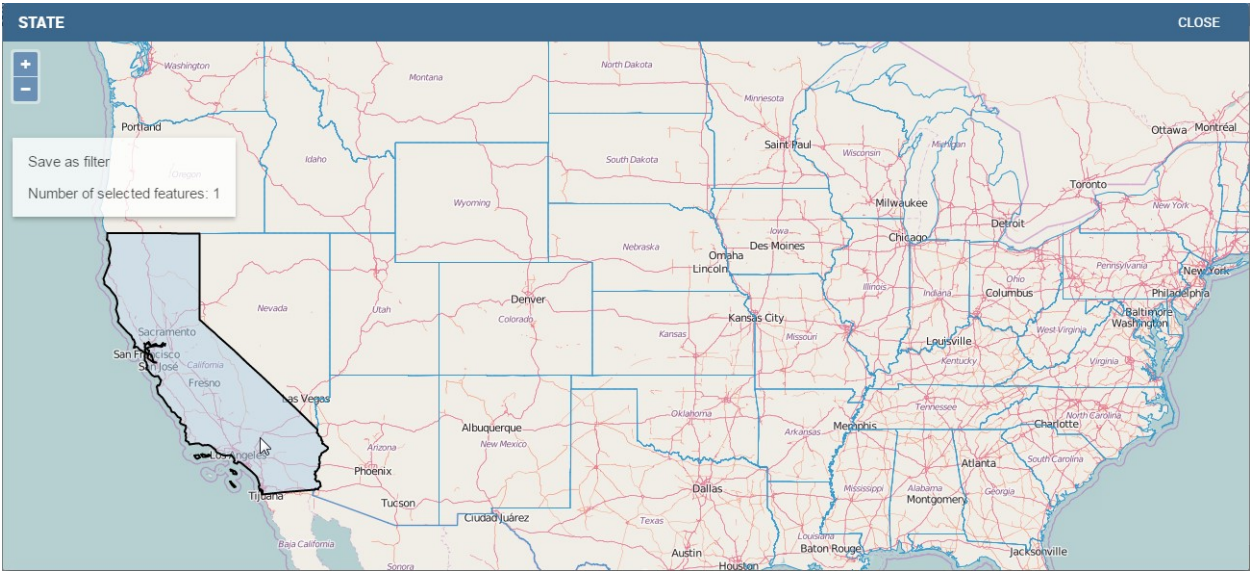 STATE
CLOSE
+
−
Washington
Montana
North Dakota
Minnesota
Portland
Ottawa
Montréal
Saint Paul
Wisconsin
Michigan
Save as filter
Idaho
South Dakota
Oregon
Number of selected features: 1
Toronto
Wyoming
Milwaukee
New York
Detroit
Iowa
Chicago
Nebraska
Des Moines
Omaha
Lincoln
Pennsylvania
New York
Ohio
Columbus
Illinois
Indiana
Philadelphia
Denver
Nevada
Utah
Colorado
Kansas City
Baltimore
Washington
Sacramento
Kansas
Missouri
West Virginia
Louisville
San Francisco
San José
California
Kentucky
Virginia
Fresno
Las Vegas
Tennessee
Oklahoma
North Carolina
Albuquerque
Arkansas
Memphis
Charlotte
New Mexico
Arizona
Los Angeles
Phoenix
Atlanta
South Carolina
Dallas
Mississippi
Alabama
Georgia
Tijuana
Tucson
Montgomery
Ciudad Juárez
Texas
Louisiana
Baja California
Austin
Baton Rouge
Jacksonville
Sonora
Houston